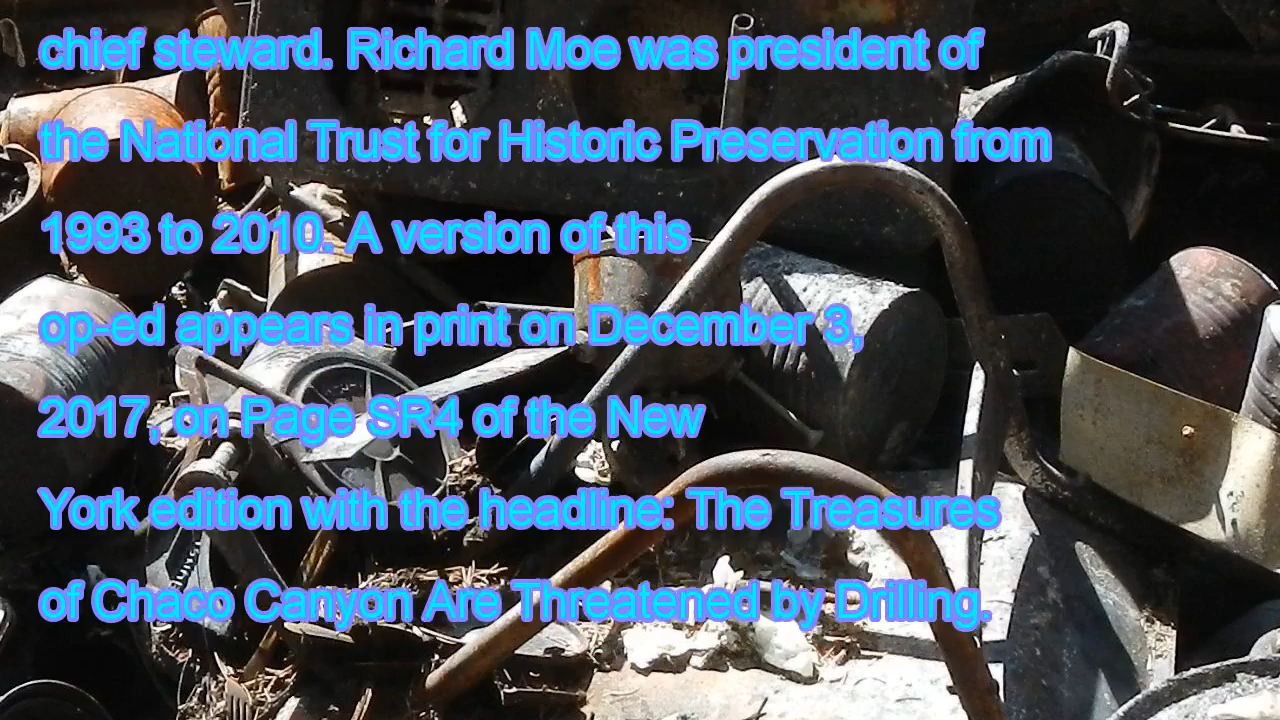 chief steward. Richard Moe was president of
the National Trust for Historic Preservation from
1993 to 2010. A version of this
op-ed appears in print on December 3,
2017, on Page SR4 of the New
York edition with the headline: The Treasures
of Chaco Canyon Are Threatened by Drilling.